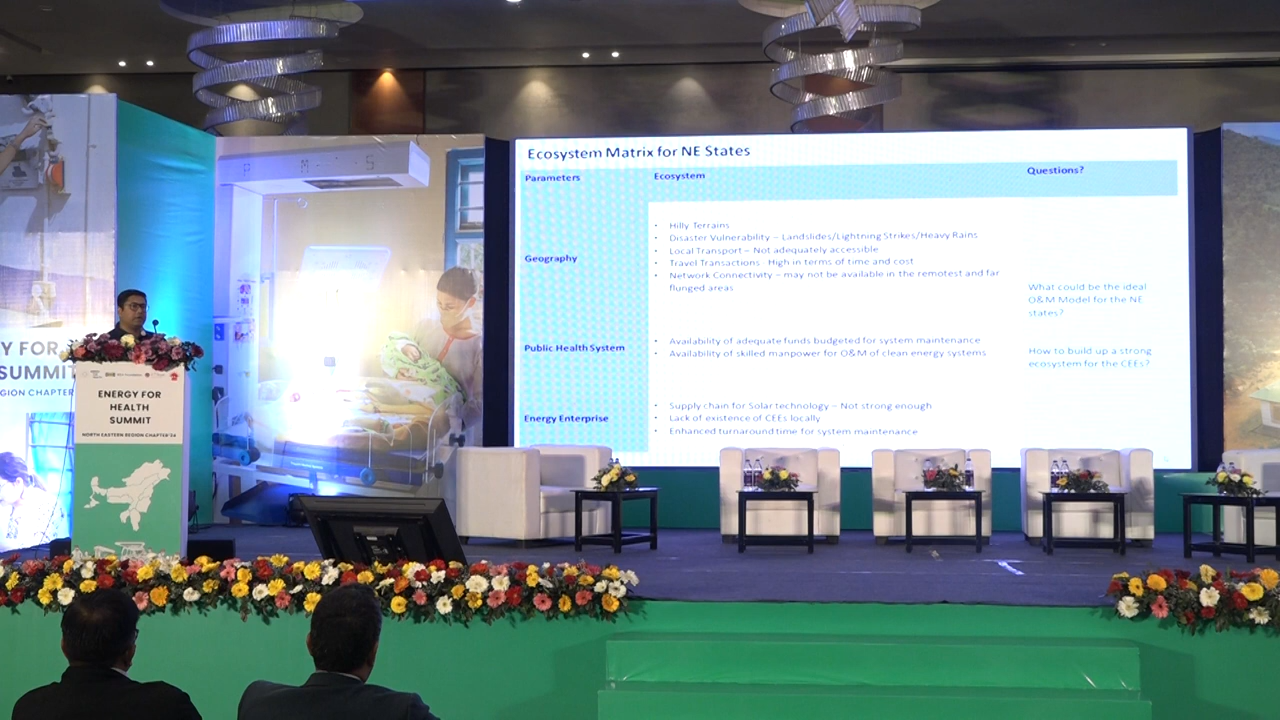 Ecosystem Matrix for NE States
Parameters
Ecosystem
Questions?
Geography
• Hilly Terrains
• Disaster Vulnerability – Landslides/Lightning Strikes/Heavy Rains
• Local Transport – Not adequately accessible
• Travel Transactions - High in terms of time and cost
• Network Connectivity – may not be available in the remotest and far
flunged areas
What could be the ideal
O&M Model for the NE
states?
Public Health System
• Availability of adequate funds budgeted for system maintenance
• Availability of skilled manpower for O&M of clean energy systems
How to build up a strong
ecosystem for the CEEs?
Energy Enterprise
• Supply chain for Solar technology – Not strong enough
• Lack of existence of CEEs locally
• Enhanced turnaround time for system maintenance
Y FOR
SUMMIT
GION CHAPTER
ENERGY FOR
HEALTH
SUMMIT
NORTH EASTERN REGION CHAPTER'24